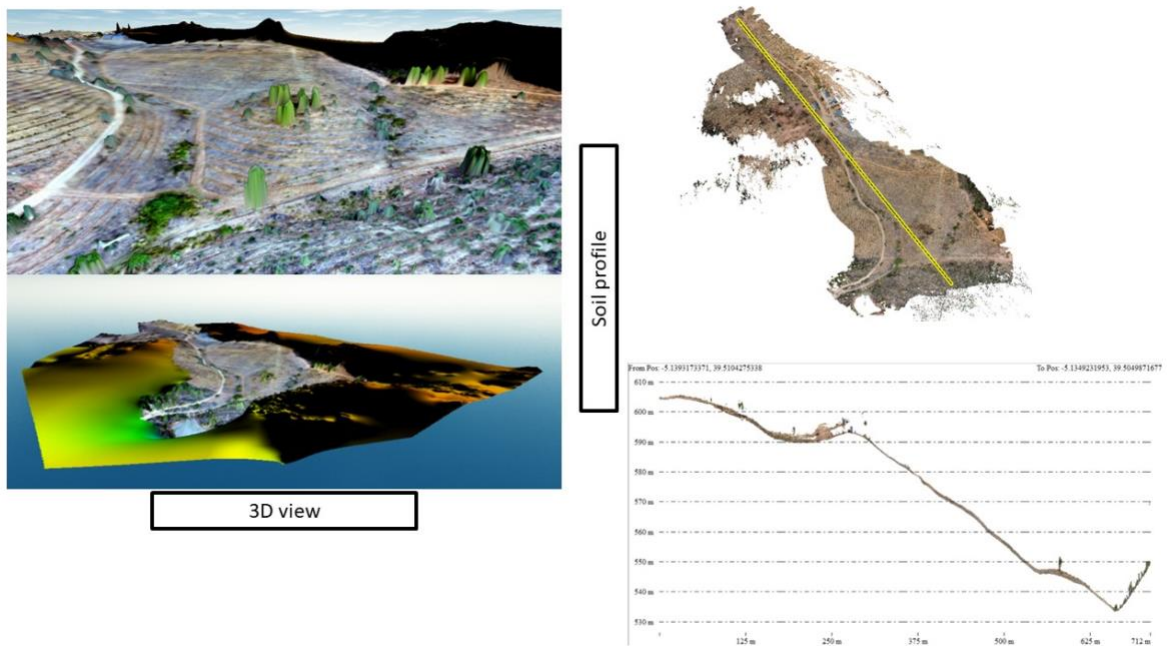 Soil profile
From Pos: -5.1393173371, 39.5104275338
To Pos: -5.1349231953, 39.5049871677
610 m
600 m
590 m
580 m
570 m
560 m
550 m
540 m
530 m
125 m
250 m
375 m
500 m
625 m
712 m
3D view